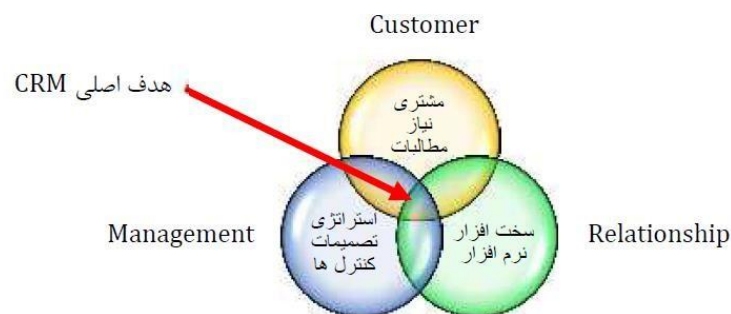 Customer
هدف اصلی CRM
مشتری
نیاز
مطالبات
Management
استراتژی
تصمیمات
کنترل ها
سخت افزار
نرم افزار
Relationship